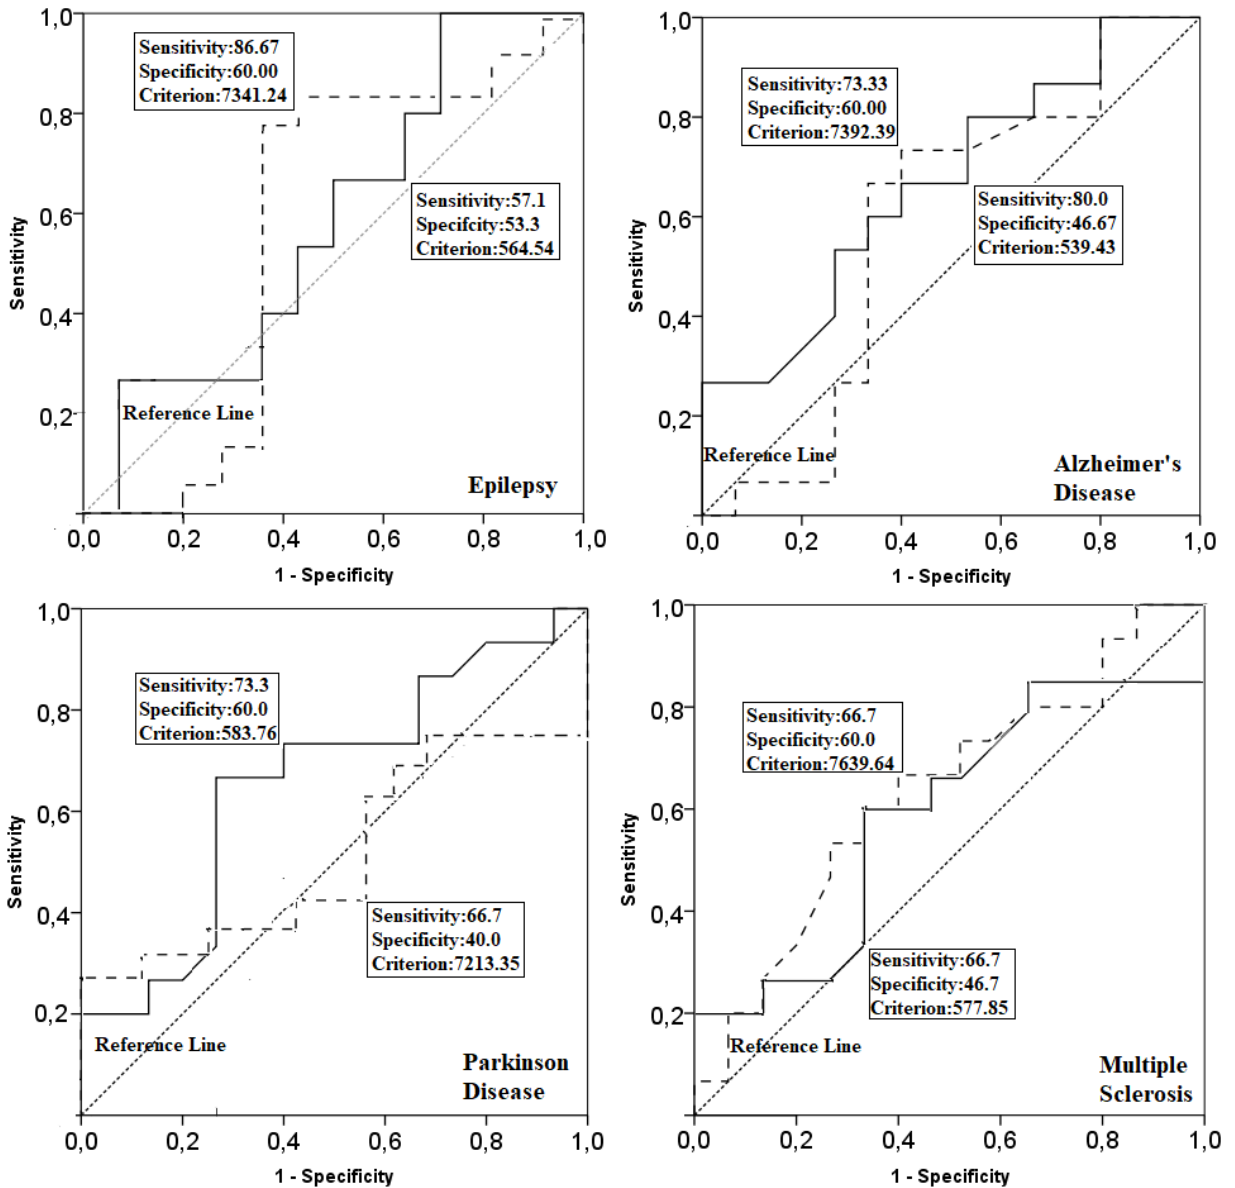 1,0
Sensitivity:86.67
Specificity:60.00
Criterion:7341.24
0,8
0,6
0,4
0,2
Sensitivity
Sensitivity:57.1
Specifcity:53.3
Criterion:564.54
Reference Line
Epilepsy
0,0 0,2 0,4 0,6 0,8 1,0
1 - Specificity
1,0
Sensitivity:73.33
Specificity:60.00
Criterion:7392.39
0,8
0,6
0,4
0,2
Sensitivity
Sensitivity:80.0
Specificity:46.67
Criterion:539.43
Reference Line
Alzheimer's
Disease
0,0 0,2 0,4 0,6 0,8 1,0
1 - Specificity
1,0
Sensitivity:73.3
Specificity:60.0
Criterion:583.76
0,8
0,6
0,4
0,2
Sensitivity
Sensitivity:66.7
Specificity:40.0
Criterion:7213.35
Reference Line
Parkinson
Disease
0,0 0,2 0,4 0,6 0,8 1,0
1 - Specificity
1,0
Sensitivity:66.7
Specificity:60.0
Criterion:7639.64
0,8
0,6
0,4
0,2
Sensitivity
Sensitivity:66.7
Specificity:46.7
Criterion:577.85
Reference Line
Multiple
Sclerosis
0,0 0,2 0,4 0,6 0,8 1,0
1 - Specificity